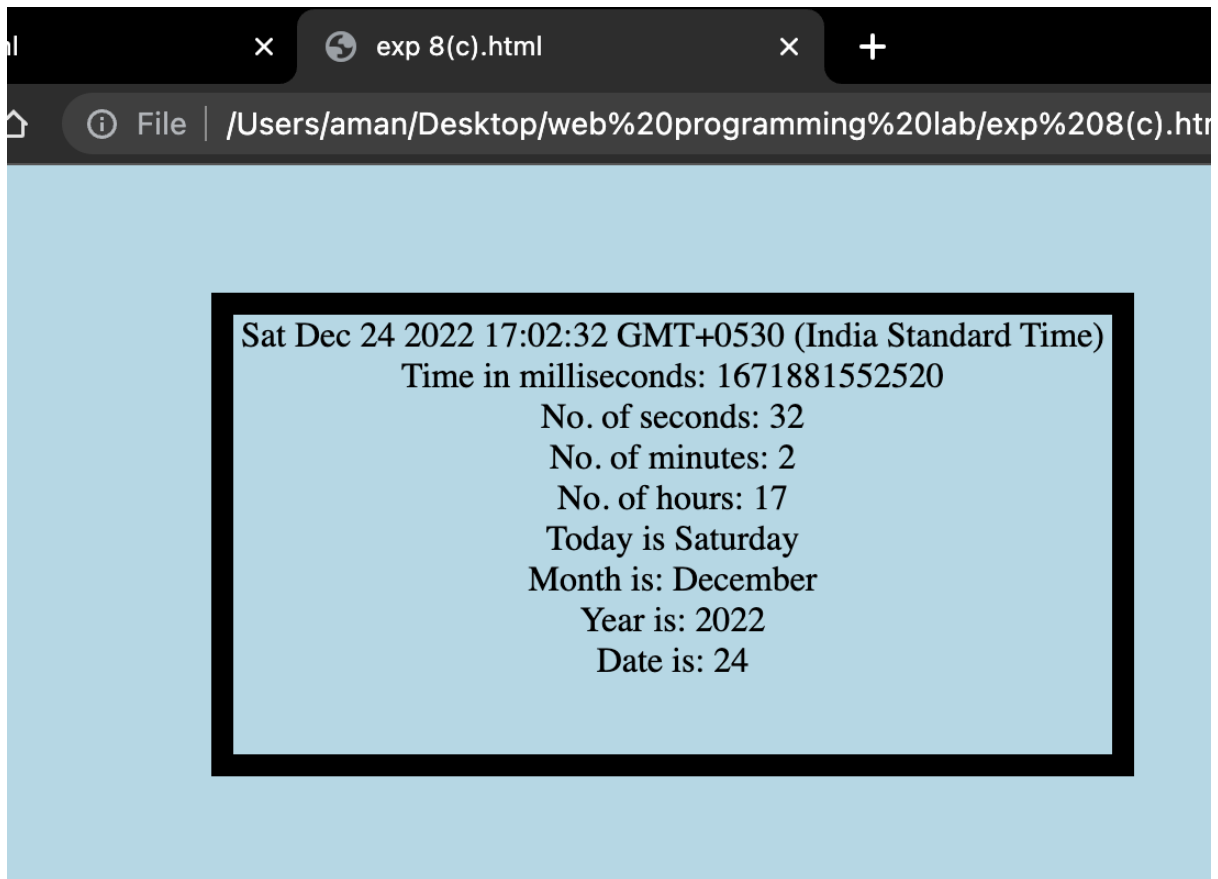 exp 8(c).html
File /Users/aman/Desktop/web%20programming%20lab/exp%208(c).htm
Sat Dec 24 2022 17:02:32 GMT+0530 (India Standard Time)
Time in milliseconds: 1671881552520
No. of seconds: 32
No. of minutes: 2
No. of hours: 17
Today is Saturday
Month is: December
Year is: 2022
Date is: 24